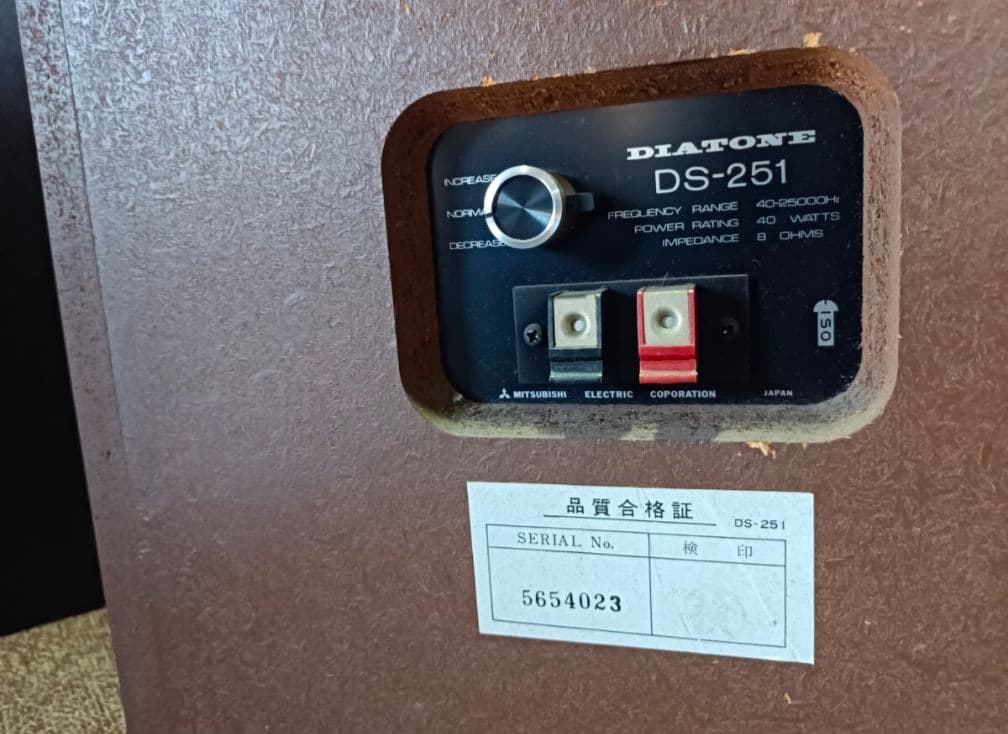 DIATONE
DS-251
INCREASE
NORMAL
DECREASE
FREQUENCY RANGE 40-25000Hz
POWER RATING 40 WATTS
IMPEDANCE 8 OHMS
ISO
MITSUBISHI ELECTRIC COPORATION JAPAN
品質合格証 DS-251
SERIAL No. 検印
5654023